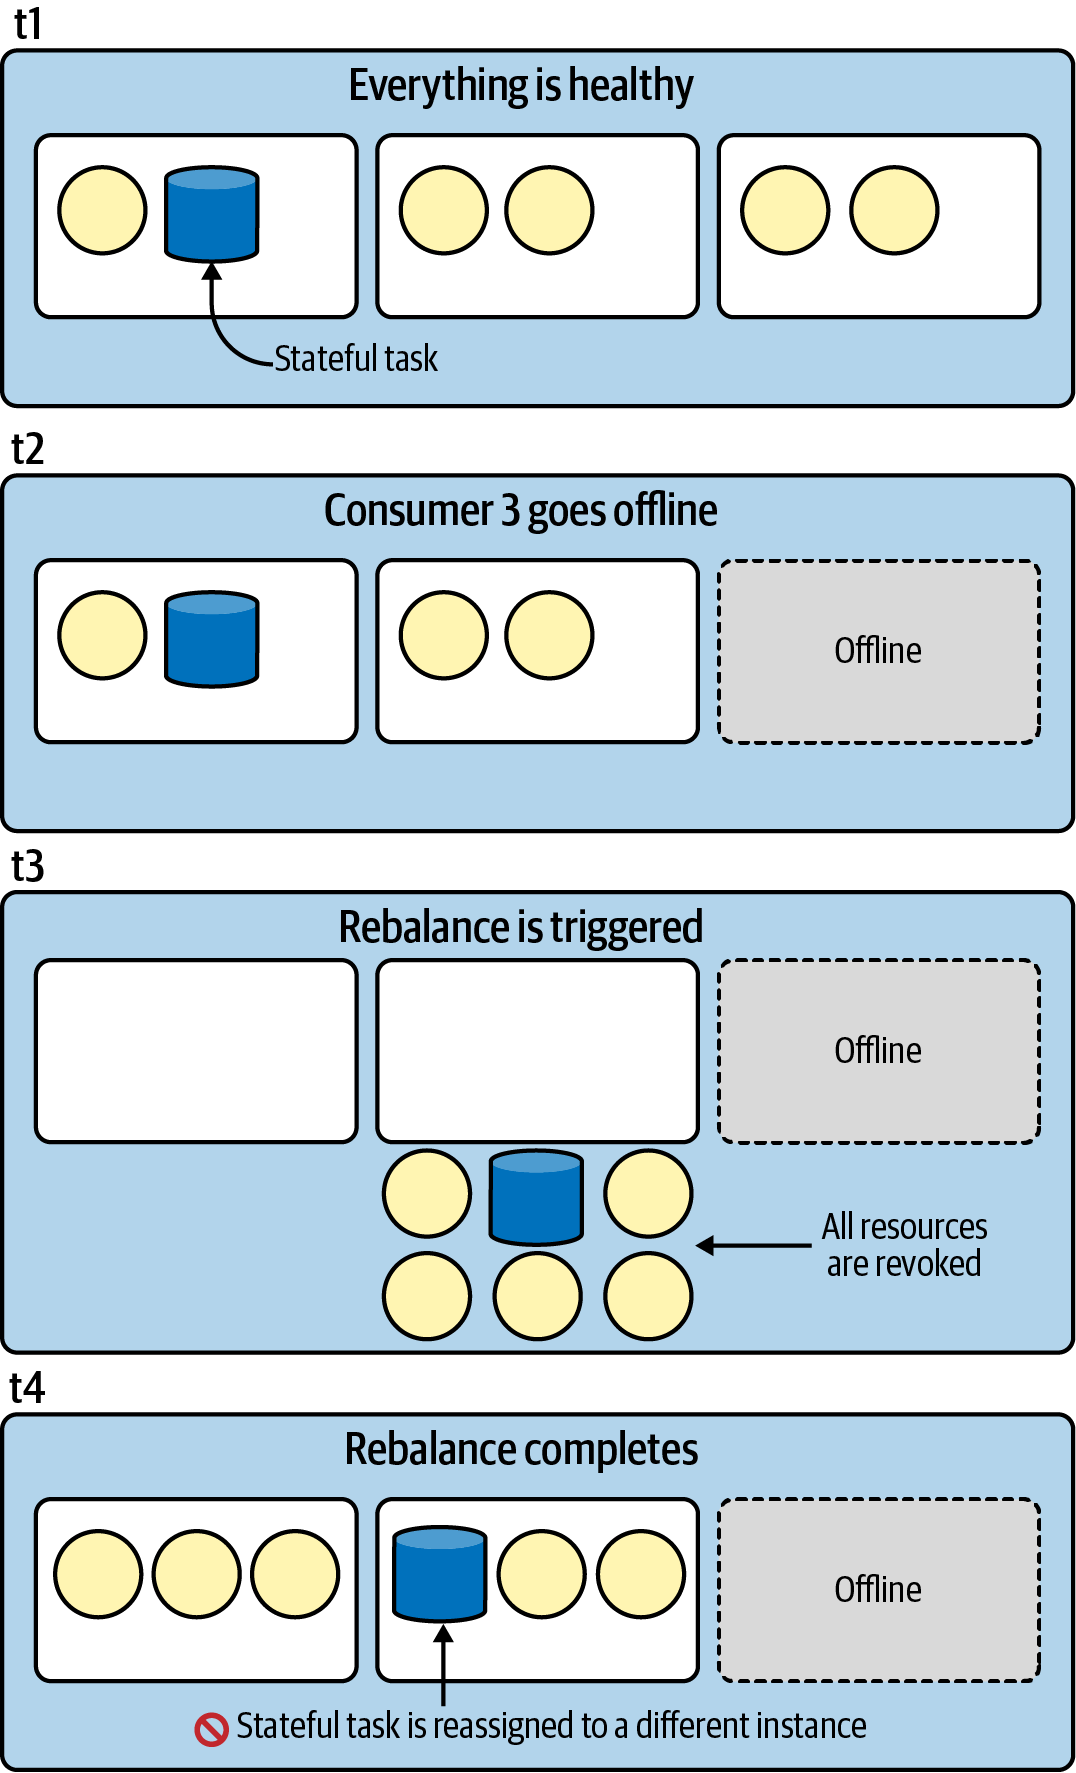 t1
Everything is healthy
Stateful task
t2
Consumer 3 goes offline
Offline
t3
Rebalance is triggered
Offline
All resources
are revoked
t4
Rebalance completes
Offline
Stateful task is reassigned to a different instance